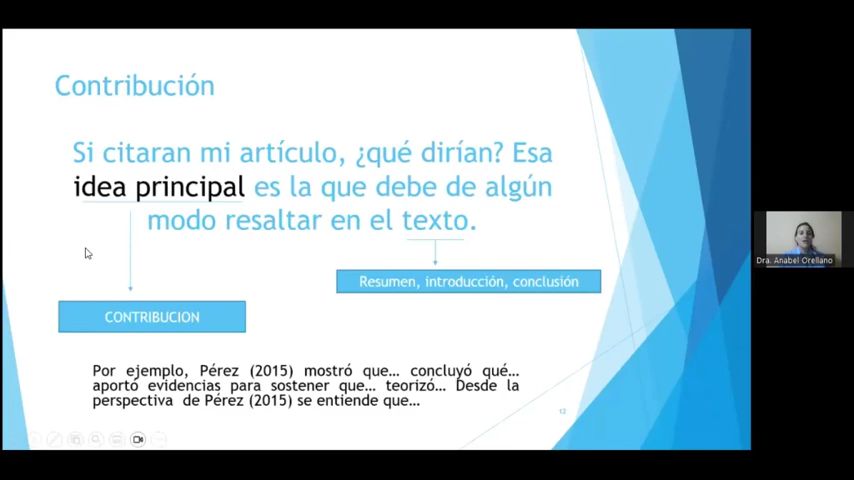 Contribución
Si citaran mi artículo, ¿qué dirían? Esa
idea principal es la que debe de algún
modo resaltar en el texto.
Resumen, introducción, conclusión
CONTRIBUCION
Por ejemplo, Pérez (2015) mostró que... concluyó qué...
aportó evidencias para sostener que... teorizó... Desde la
perspectiva de Pérez (2015) se entiende que...
12
Dra. Anabel Orellano